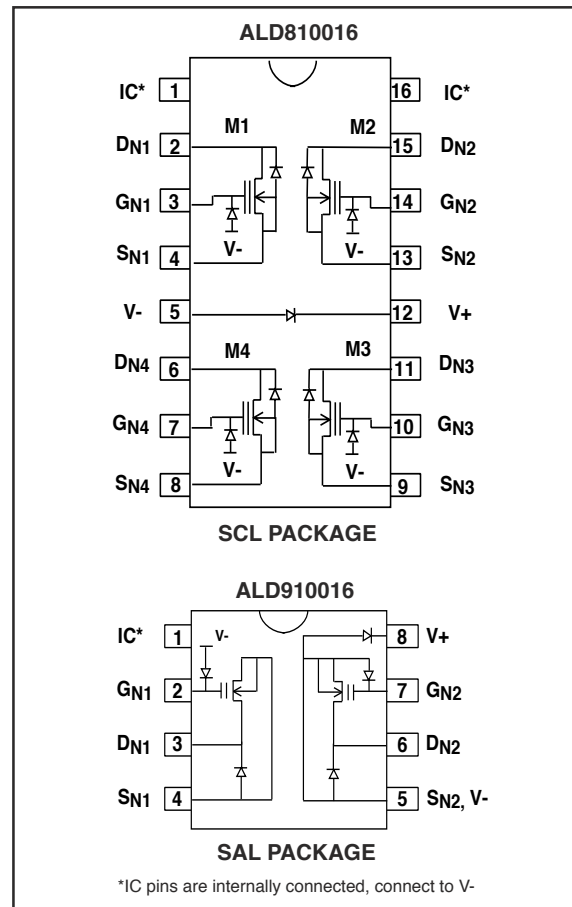 ALD810016
IC* 1 16 IC*
M1 M2
DN1 2 15 DN2
GN1 3 14 GN2
V- V-
SN1 4 13 SN2
V- 5 12 V+
M4 M3
DN4 6 11 DN3
GN4 7 10 GN3
V- V-
SN4 8 9 SN3
SCL PACKAGE
ALD910016
IC* 1 V- 8 V+
GN1 2 7 GN2
DN1 3 6 DN2
SN1 4 5 SN2, V-
SAL PACKAGE
*IC pins are internally connected, connect to V-